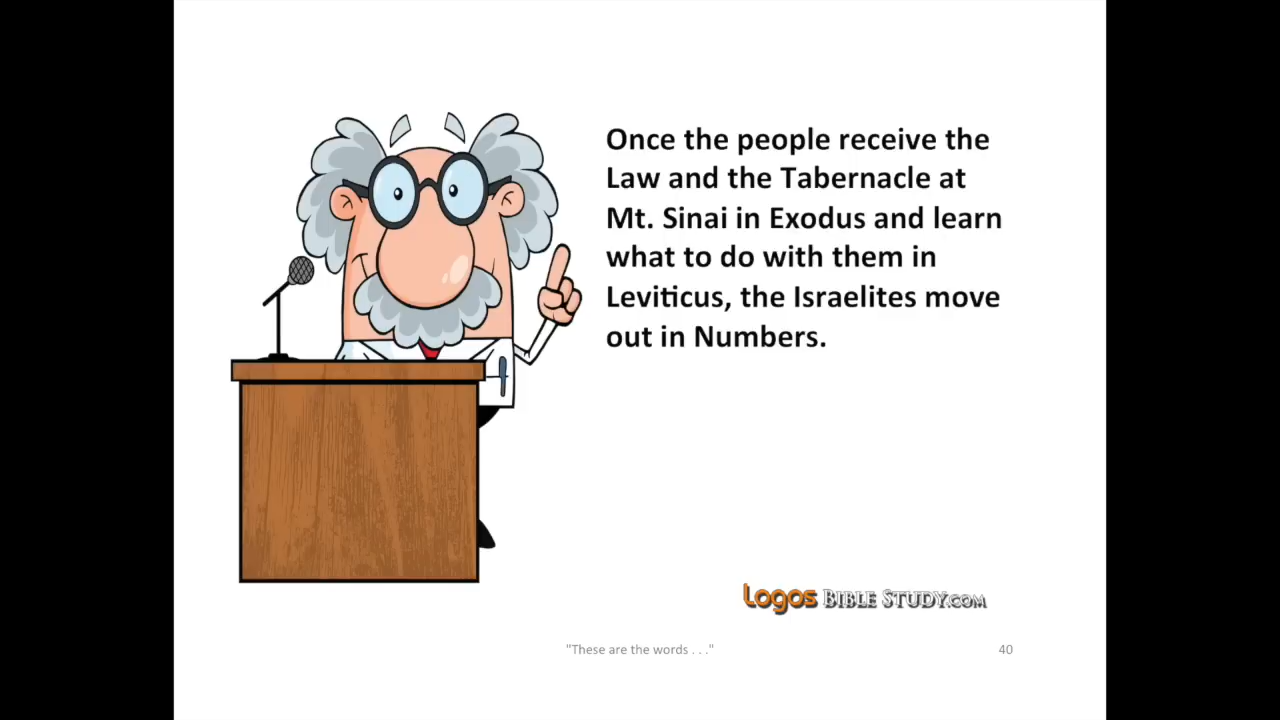 Once the people receive the
Law and the Tabernacle at
Mt. Sinai in Exodus and learn
what to do with them in
Leviticus, the Israelites move
out in Numbers.
Logos BIBLE STUDY.COM
"These are the words . . ."
40